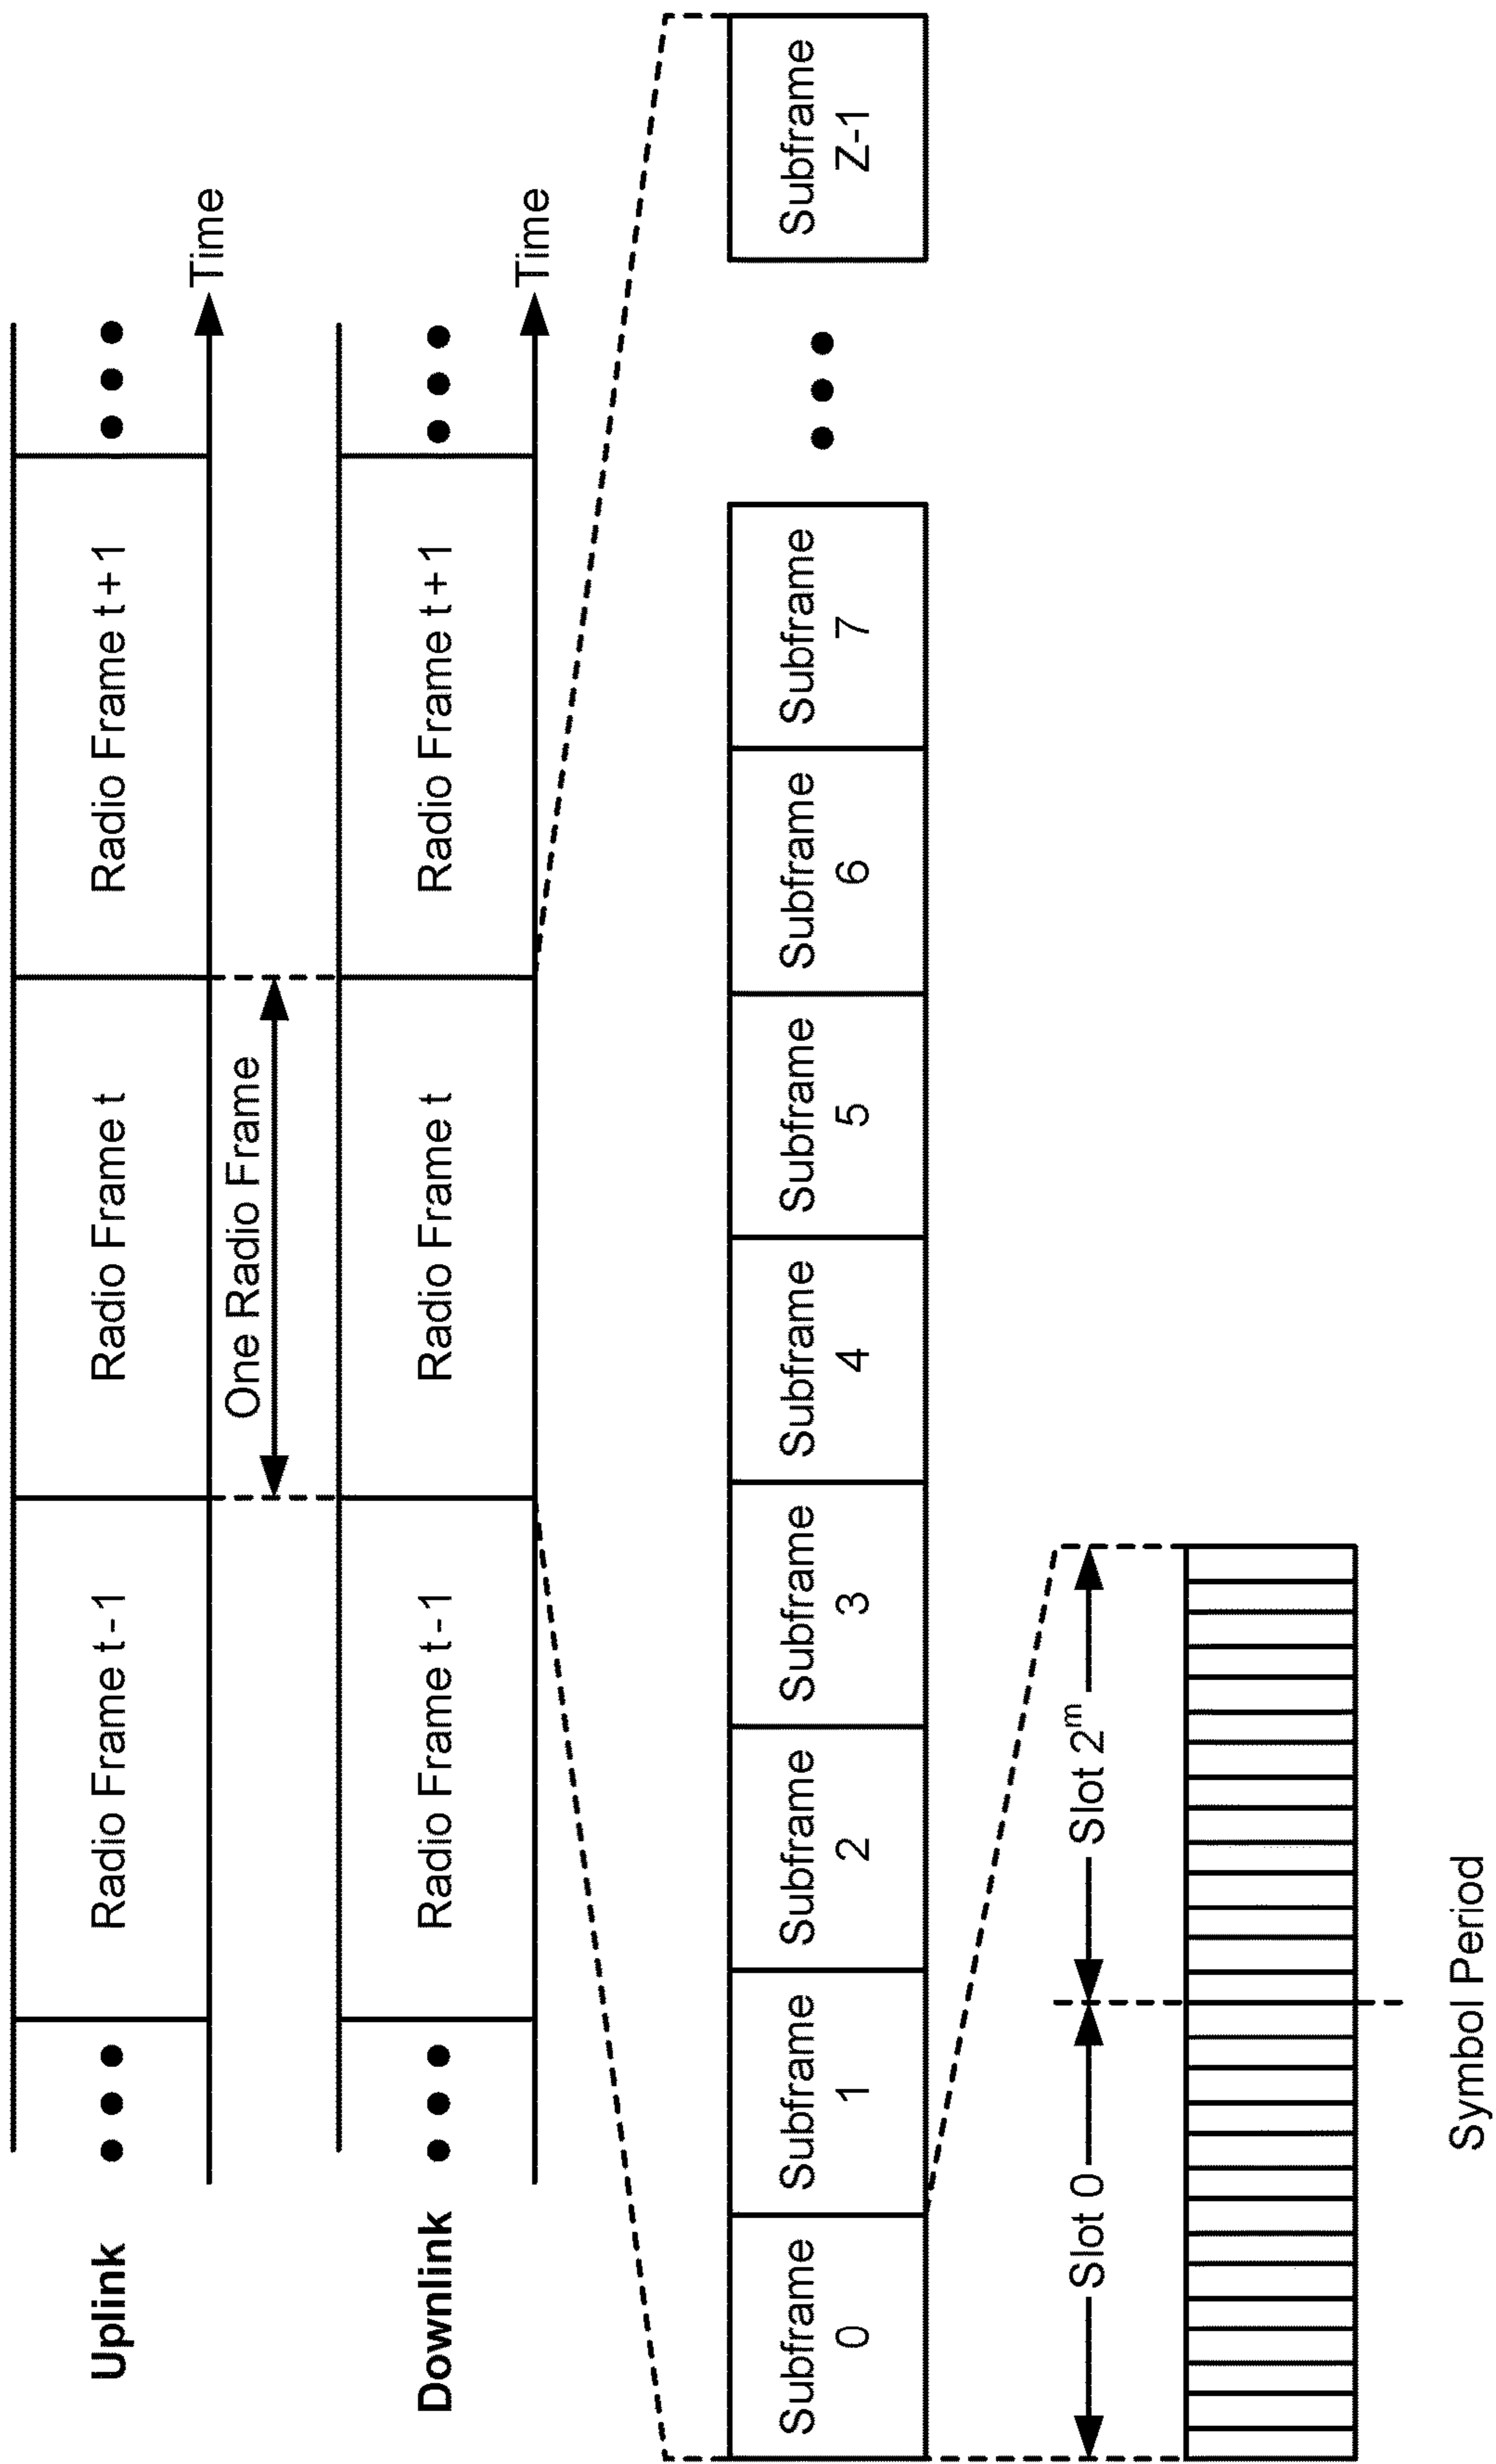 Uplink
Radio Frame t-1
Radio Frame t
Radio Frame t+1
Time
One Radio Frame
Downlink
Radio Frame t-1
Radio Frame t
Radio Frame t+1
Time
Subframe
0
Subframe
1
Subframe
2
Subframe
3
Subframe
4
Subframe
5
Subframe
6
Subframe
7
Subframe
Z-1
Slot 0
Slot 2ᵐ
Symbol Period